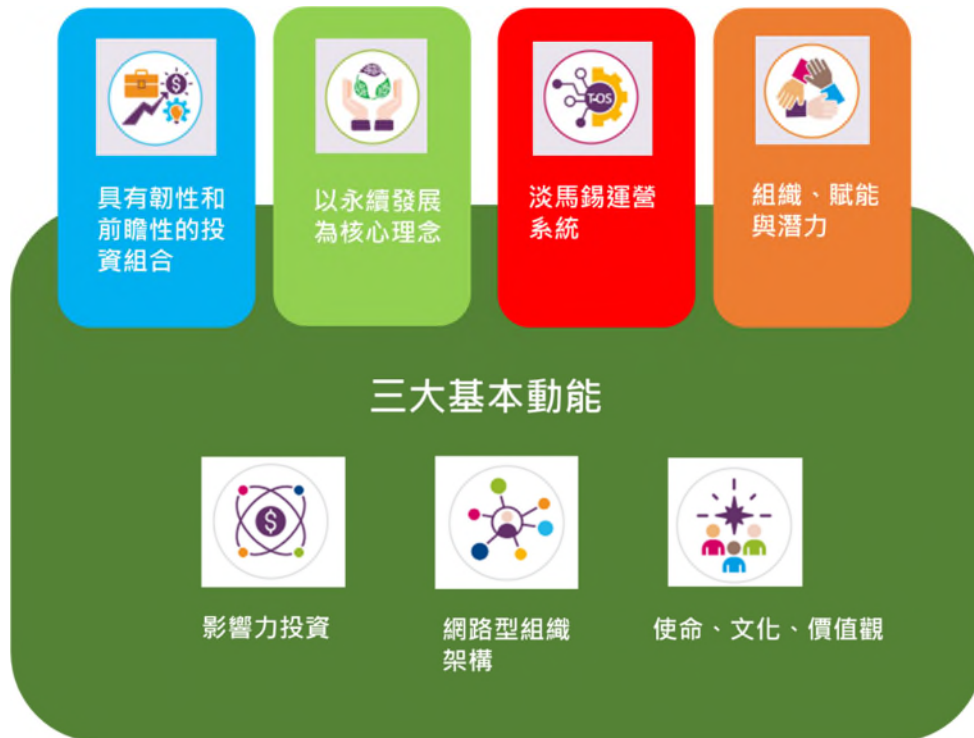 具有韌性和
前瞻性的投
資組合
以永續發展
為核心理念
T-OS
淡馬錫運營
系統
組織、賦能
與潛力
三大基本動能
影響力投資
網路型組織
架構
使命、文化、價值觀